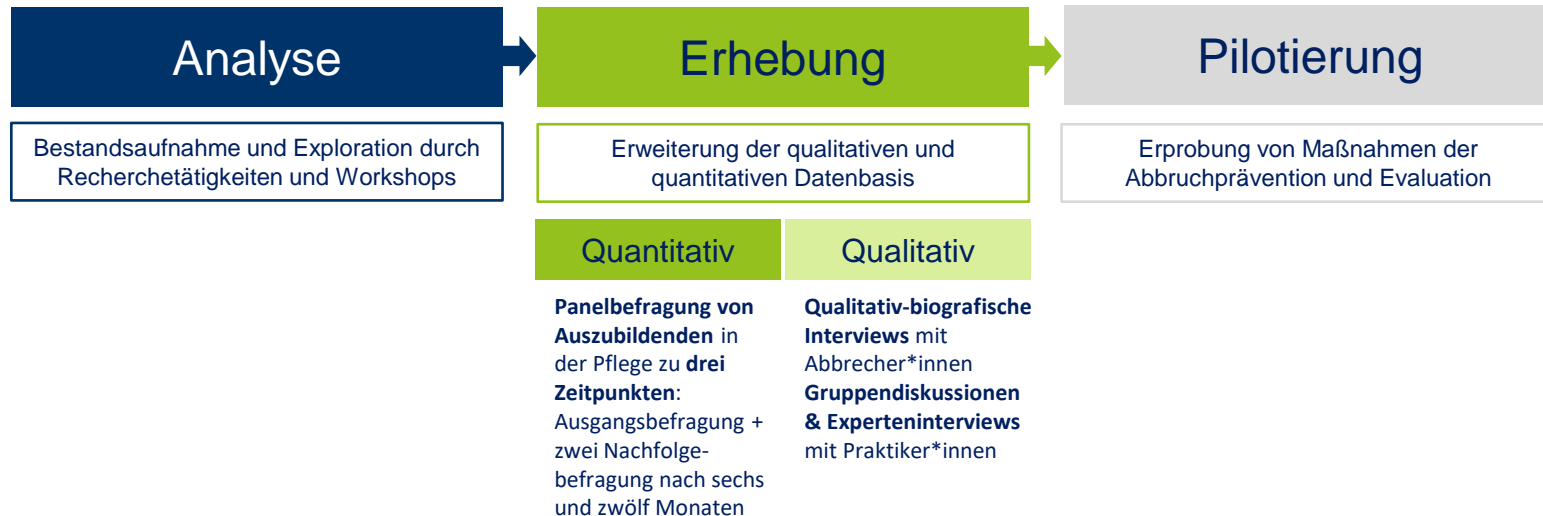 Analyse
Erhebung
Pilotierung
Bestandsaufnahme und Exploration durch
Recherchetätigkeiten und Workshops
Erweiterung der qualitativen und
quantitativen Datenbasis
Erprobung von Maßnahmen der
Abbruchprävention und Evaluation
Quantitativ
Qualitativ
Panelbefragung von
Auszubildenden in
der Pflege zu drei
Zeitpunkten:
Ausgangsbefragung +
zwei Nachfolge-
befragung nach sechs
und zwölf Monaten
Qualitativ-biografische
Interviews mit
Abbrecher*innen
Gruppendiskussionen
& Experteninterviews
mit Praktiker*innen